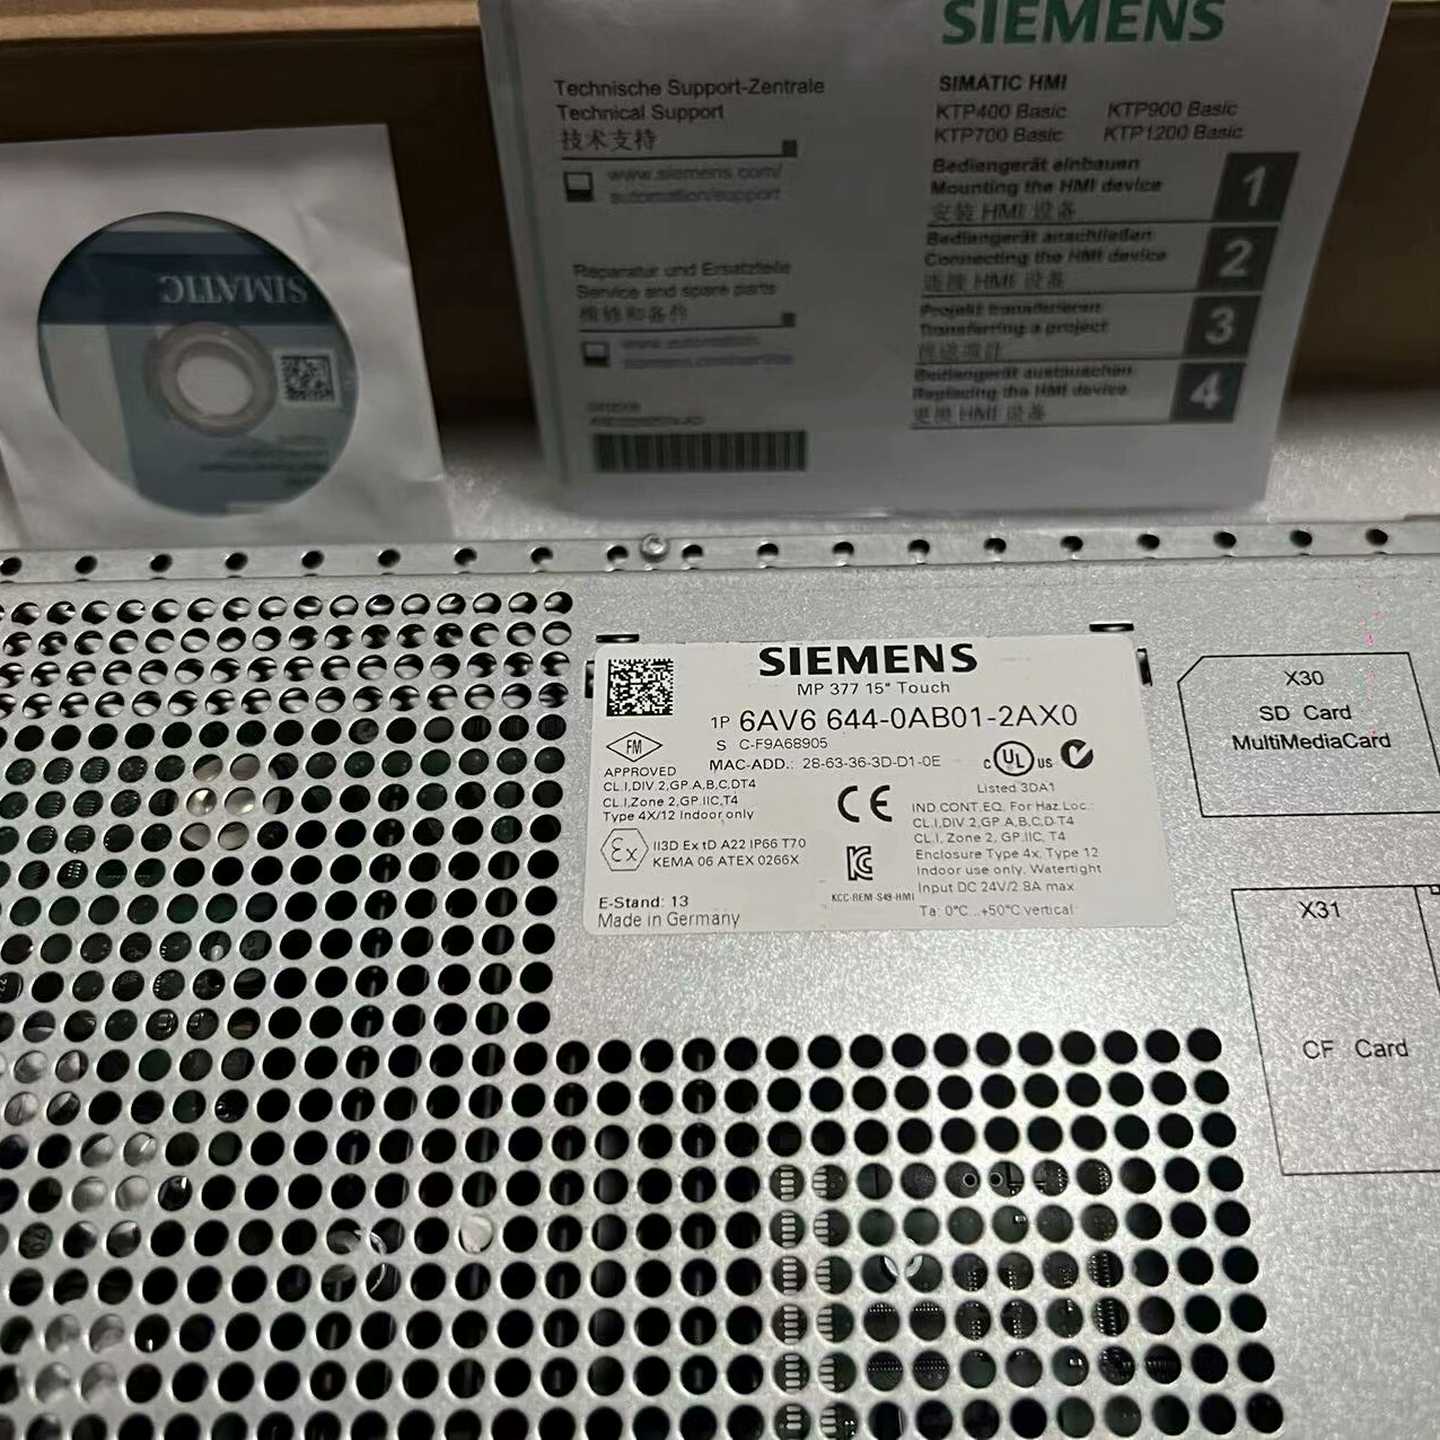 SIEMENS
Technische Support-Zentrale
Technical Support
技术支持
www.siemens.com/
automation/support
Reparatur und Ersatzteile
Service and spare parts
维修和备件
www.automation.
SIMATIC HMI
KTP400 Basic KTP900 Basic
KTP700 Basic KTP1200 Basic
Bediengerät einbauen
Mounting the HMI device
安装 HMI 设备
1
Bediengerät anschließen
Connecting the HMI device
连接 HMI 设备
2
Projekt transferieren
Transferring a project
3
Bediengerät austauschen
Replacing the HMI device
更换 HMI 设备
4
SIMATIC
SIEMENS
MP 377 15" Touch
1P 6AV6 644-0AB01-2AX0
S C-F9A68905
MAC-ADD.: 28-63-36-3D-D1-0E
FM
APPROVED
CL.I,DIV.2,GP.A,B,C,DT4
CL.I,Zone 2,GP.IIC,T4
Type 4X/12 Indoor only
Ex II3D Ex tD A22 IP66 T70
KEMA 06 ATEX 0266X
E-Stand: 13
Made in Germany
CE
KCC-REM-S49-HMI
C UL US
Listed 3DA1
IND.CONT.EQ. For Haz.Loc.:
CL.I,DIV.2,GP.A,B,C,D.T4
CL.I, Zone 2, GP.IIC, T4
Enclosure Type 4x, Type 12
Indoor use only, Watertight
Input DC 24V/2.8A max
Ta: 0°C...+50°C vertical
X30
SD Card
MultiMediaCard
X31
CF Card